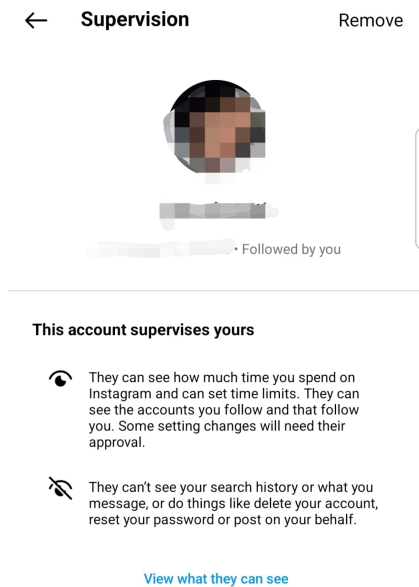 Supervision
Remove
• Followed by you
This account supervises yours
They can see how much time you spend on
Instagram and can set time limits. They can
see the accounts you follow and that follow
you. Some setting changes will need their
approval.
They can't see your search history or what you
message, or do things like delete your account,
reset your password or post on your behalf.
View what they can see